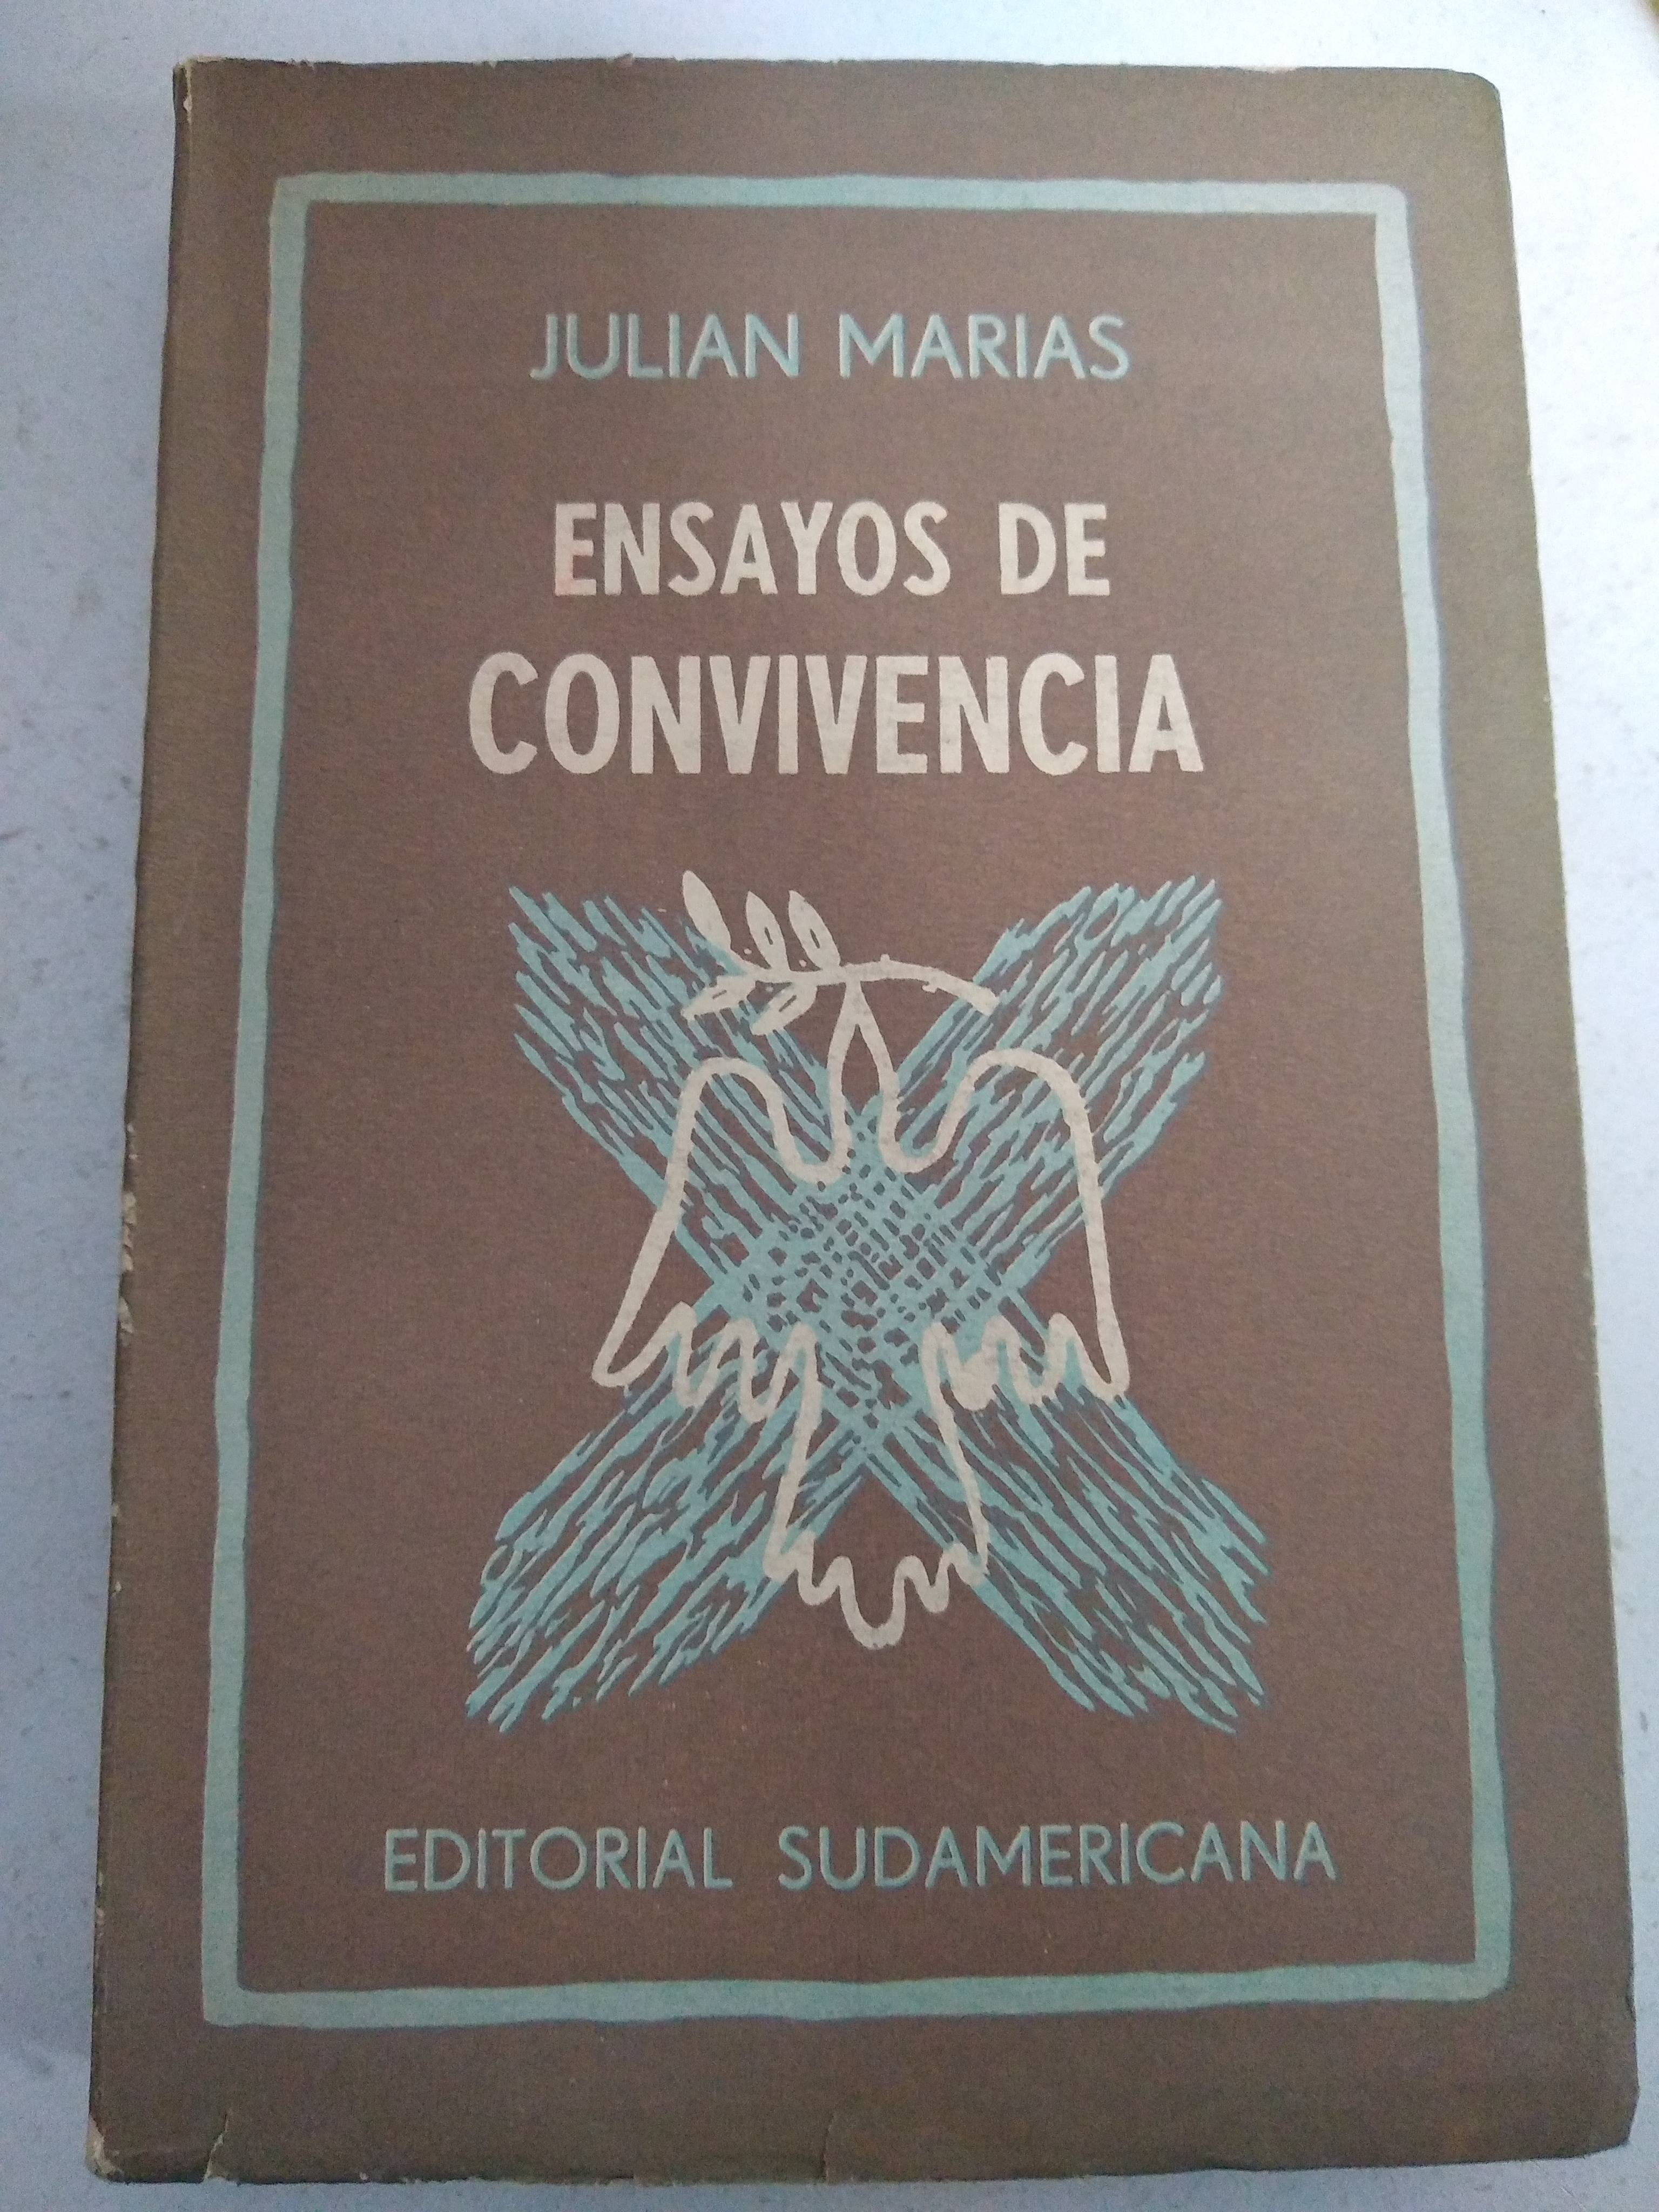 JULIAN MARIAS
ENSAYOS DE
CONVIVENCIA
EDITORIAL SUDAMERICANA